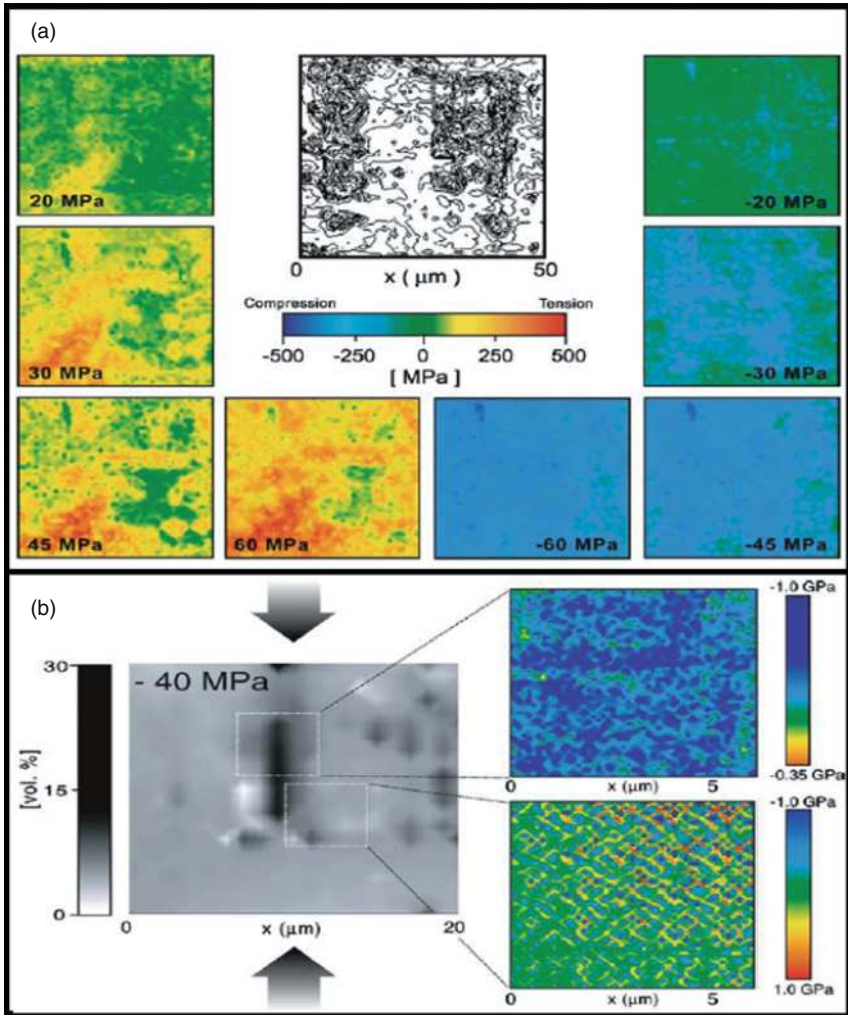 (a)
20 MPa
-20 MPa
0 50
x ( μm )
Compression Tension
-500 -250 0 250 500
[ MPa ]
30 MPa
-30 MPa
45 MPa
60 MPa
-60 MPa
-45 MPa
(b)
- 40 MPa
30
15
0
[vol. %]
0 20
x (μm)
-1.0 GPa
-0.35 GPa
0 5
x (μm)
-1.0 GPa
1.0 GPa
0 5
x (μm)